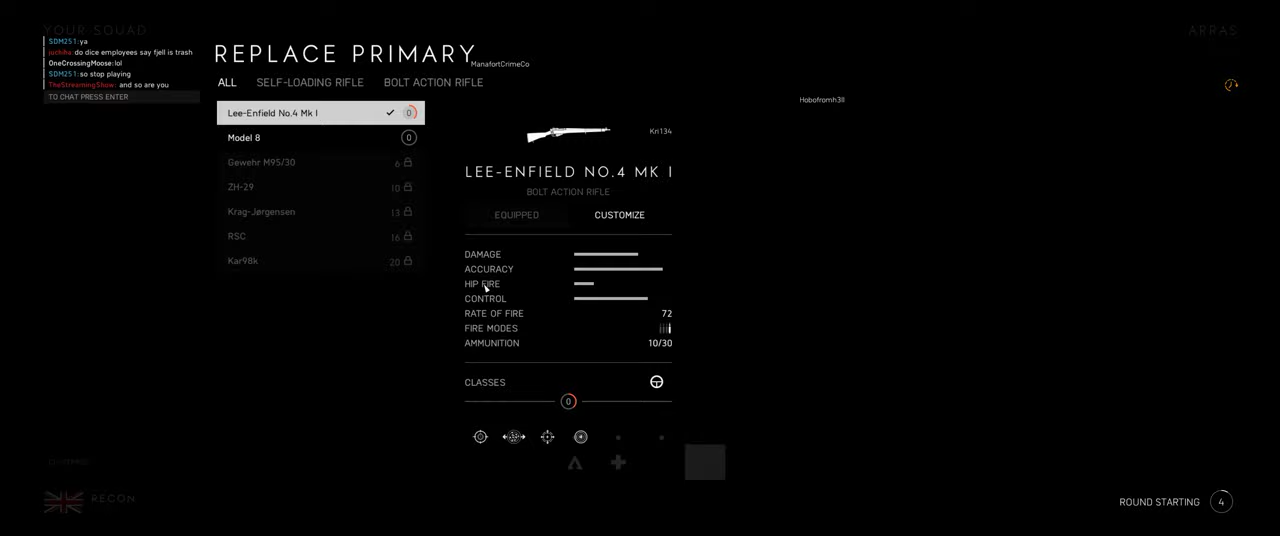 YOUR SQUAD
ARRAS
SDM251: ya
juchiha: do dice employees say fjell is trash
OneCrossingMoose: lol
SDM251: so stop playing
TheStreamingShow: and so are you
TO CHAT PRESS ENTER
REPLACE PRIMARY
ManafortCrimeCo
ALL SELF-LOADING RIFLE BOLT ACTION RIFLE
Hobofromh3ll
Lee-Enfield No.4 Mk I 0
Model 8 0
Gewehr M95/30 6
ZH-29 10
Krag-Jørgensen 13
RSC 16
Kar98k 20
Kn134
LEE-ENFIELD NO.4 MK I
BOLT ACTION RIFLE
EQUIPPED CUSTOMIZE
DAMAGE
ACCURACY
HIP FIRE
CONTROL
RATE OF FIRE 72
FIRE MODES
AMMUNITION 10/30
CLASSES
0
RECON
ROUND STARTING 4